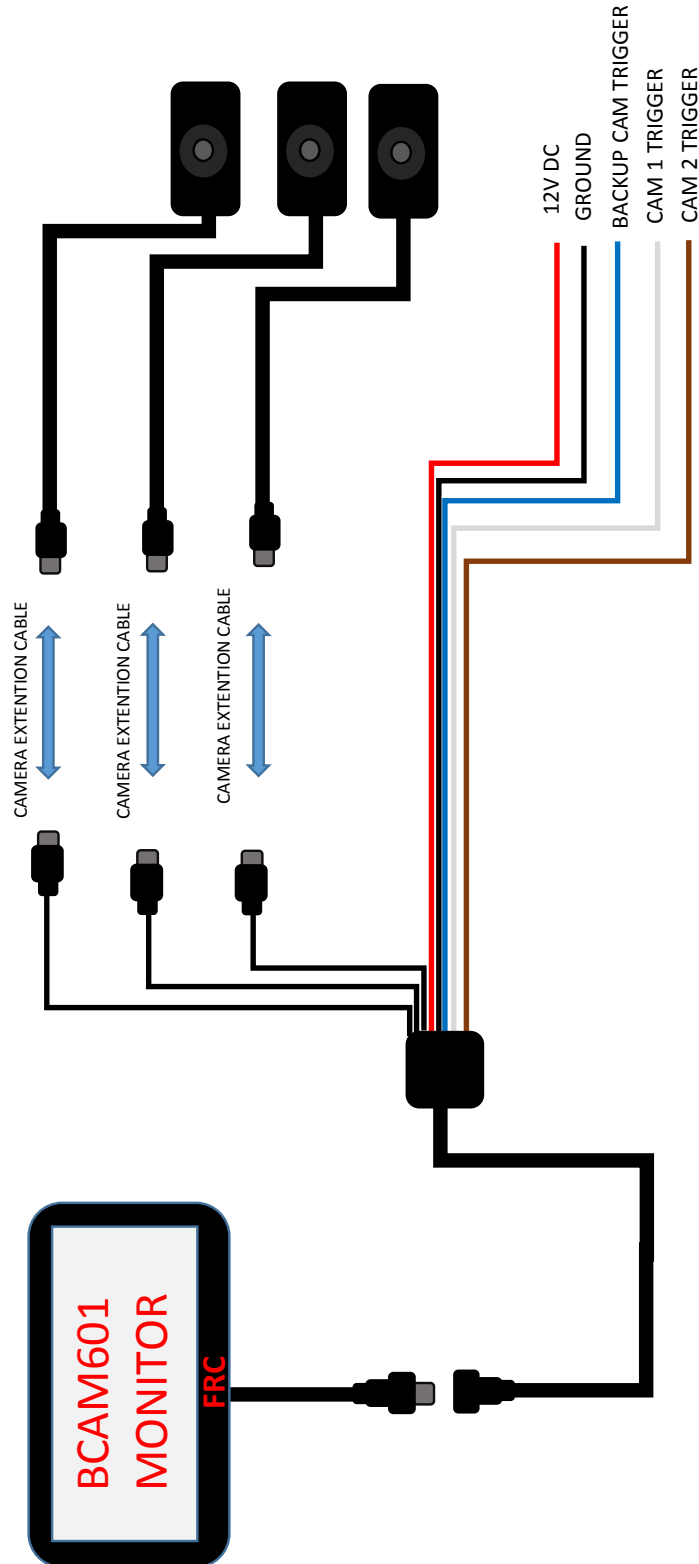 CAMERA EXTENTION CABLE
CAMERA EXTENTION CABLE
CAMERA EXTENTION CABLE
12V DC
GROUND
BACKUP CAM TRIGGER
CAM 1 TRIGGER
CAM 2 TRIGGER
BCAM601
MONITOR
FRC